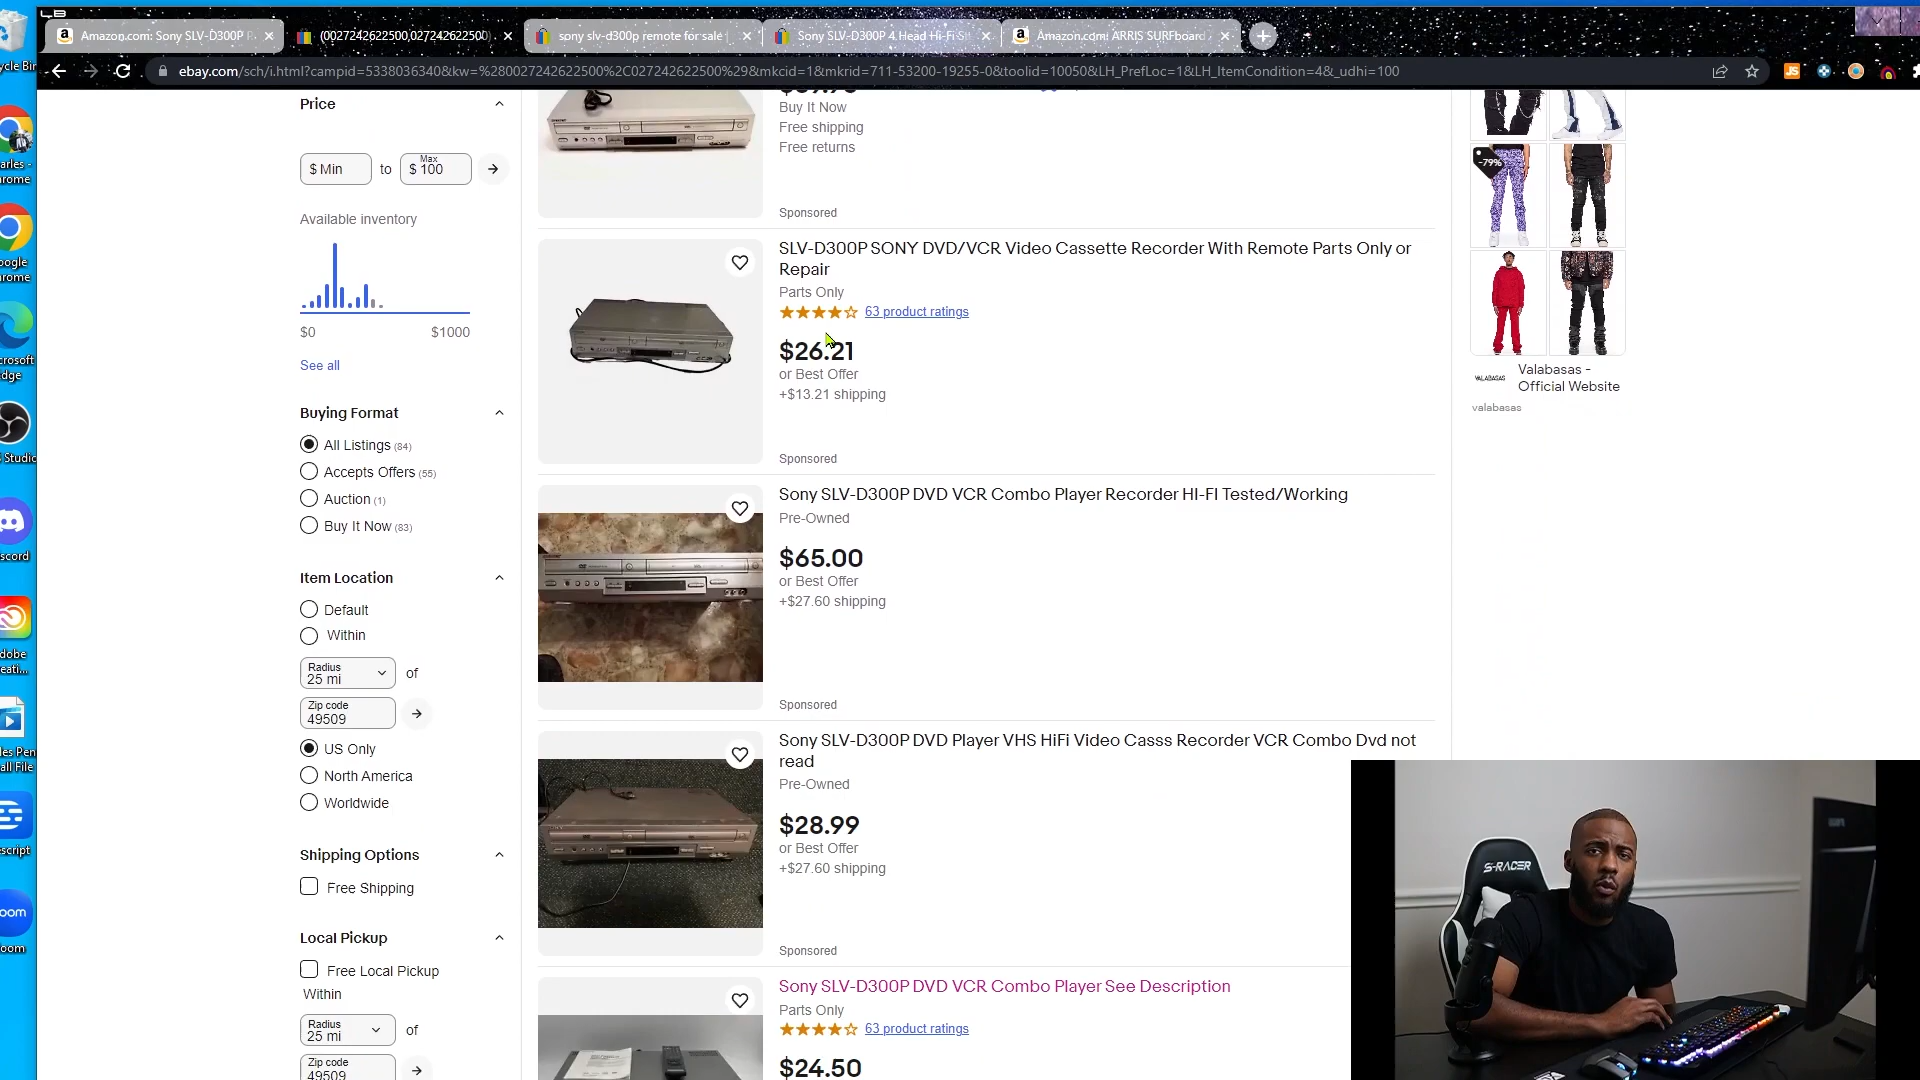 Amazon.com: Sony SLV-D300P
(0027242622500,027242622500)
sony slv-d300p remote for sale
Sony SLV-D300P 4 Head Hi-Fi
Amazon.com: ARRIS SURFboard
ebay.com/sch/i.html?campid=5338036340&kw=%280027242622500%2C027242622500%29&mkcid=1&mkrid=711-53200-19255-0&toolid=10050&LH_PrefLoc=1&LH_ItemCondition=4&_udhi=100
Price
$ Min
to
Max
$ 100
Available inventory
$0
$1000
See all
Buying Format
All Listings (84)
Accepts Offers (55)
Auction (1)
Buy It Now (83)
Item Location
Default
Within
Radius
25 mi
of
Zip code
49509
US Only
North America
Worldwide
Shipping Options
Free Shipping
Local Pickup
Free Local Pickup
Within
Radius
25 mi
of
Zip code
49509
Buy It Now
Free shipping
Free returns
Sponsored
SLV-D300P SONY DVD/VCR Video Cassette Recorder With Remote Parts Only or
Repair
Parts Only
63 product ratings
$26.21
or Best Offer
+$13.21 shipping
Sponsored
Sony SLV-D300P DVD VCR Combo Player Recorder HI-FI Tested/Working
Pre-Owned
$65.00
or Best Offer
+$27.60 shipping
Sponsored
Sony SLV-D300P DVD Player VHS HiFi Video Casss Recorder VCR Combo Dvd not
read
Pre-Owned
$28.99
or Best Offer
+$27.60 shipping
Sponsored
Sony SLV-D300P DVD VCR Combo Player See Description
Parts Only
63 product ratings
$24.50
-79%
VALABASAS
Valabasas -
Official Website
valabasas
S-RACER